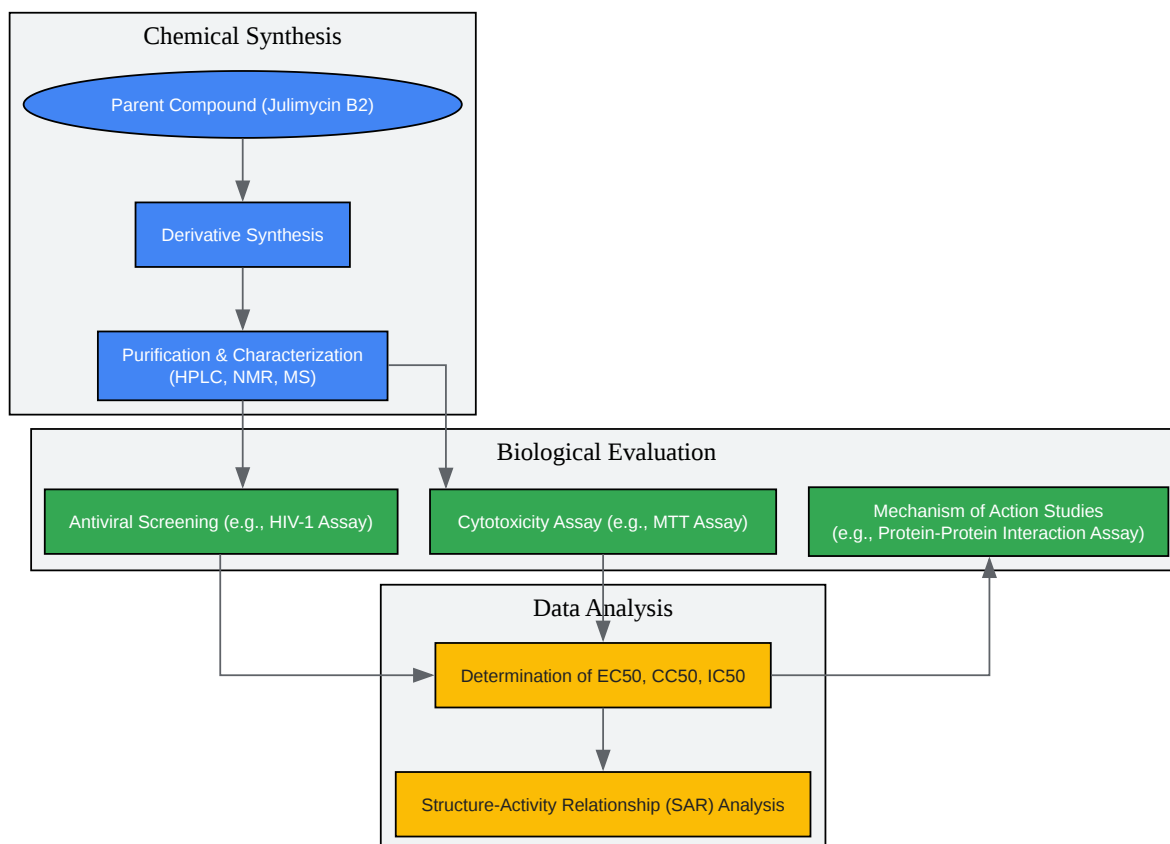 Chemical Synthesis
Parent Compound (Julimycin B2)
Derivative Synthesis
Purification & Characterization
(HPLC, NMR, MS)
Biological Evaluation
Antiviral Screening (e.g., HIV-1 Assay)
Cytotoxicity Assay (e.g., MTT Assay)
Mechanism of Action Studies
(e.g., Protein-Protein Interaction Assay)
Data Analysis
Determination of EC50, CC50, IC50
Structure-Activity Relationship (SAR) Analysis